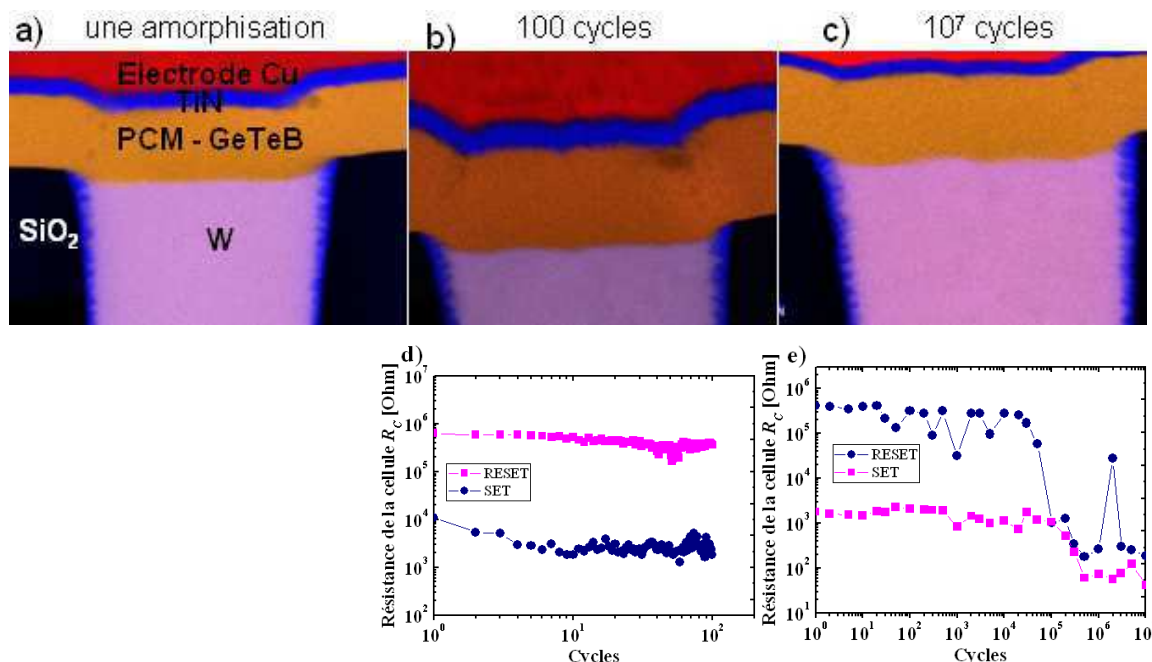 a) une amorphisation
b) 100 cycles
c) 10⁷ cycles
Electrode Cu
TiN
PCM - GeTeB
SiO₂
W
d)
Résistance de la cellule R_C [Ohm]
10⁷
10⁶
10⁵
10⁴
10³
10²
RESET
SET
10⁰ 10¹ 10²
Cycles
e)
Résistance de la cellule R_C [Ohm]
10⁶
10⁵
10⁴
10³
10²
10¹
RESET
SET
10⁰ 10¹ 10² 10³ 10⁴ 10⁵ 10⁶ 10⁷
Cycles